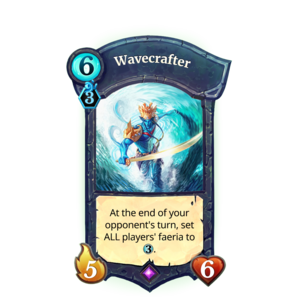 6
Wavecrafter
3
At the end of your
opponent's turn, set
ALL players' faeria to
3.
5
6